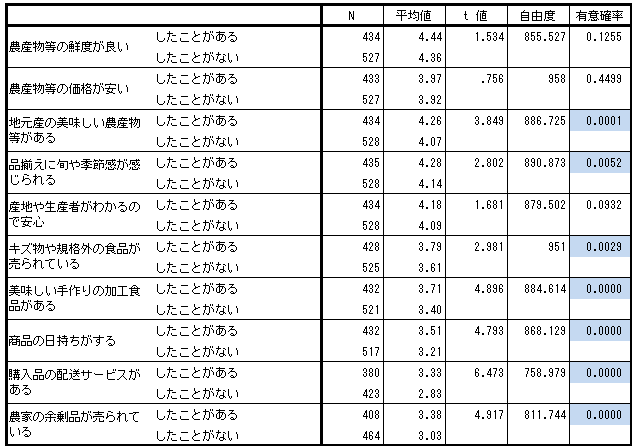 N 平均値 t 値 自由度 有意確率
農産物等の鮮度が良い したことがある 434 4.44 1.534 855.527 0.1255
したことがない 527 4.36
農産物等の価格が安い したことがある 433 3.97 .756 958 0.4499
したことがない 527 3.92
地元産の美味しい農産物等がある したことがある 434 4.26 3.849 886.725 0.0001
したことがない 528 4.07
品揃えに旬や季節感が感じられる したことがある 435 4.28 2.802 890.873 0.0052
したことがない 528 4.14
産地や生産者がわかるので安心 したことがある 434 4.18 1.681 879.502 0.0932
したことがない 528 4.09
キズ物や規格外の食品が売られている したことがある 428 3.79 2.981 951 0.0029
したことがない 525 3.61
美味しい手作りの加工食品がある したことがある 432 3.71 4.896 884.614 0.0000
したことがない 521 3.40
商品の日持ちがする したことがある 432 3.51 4.793 868.129 0.0000
したことがない 517 3.21
購入品の配送サービスがある したことがある 380 3.33 6.473 758.979 0.0000
したことがない 423 2.83
農家の余剰品が売られている したことがある 408 3.38 4.917 811.744 0.0000
したことがない 464 3.03